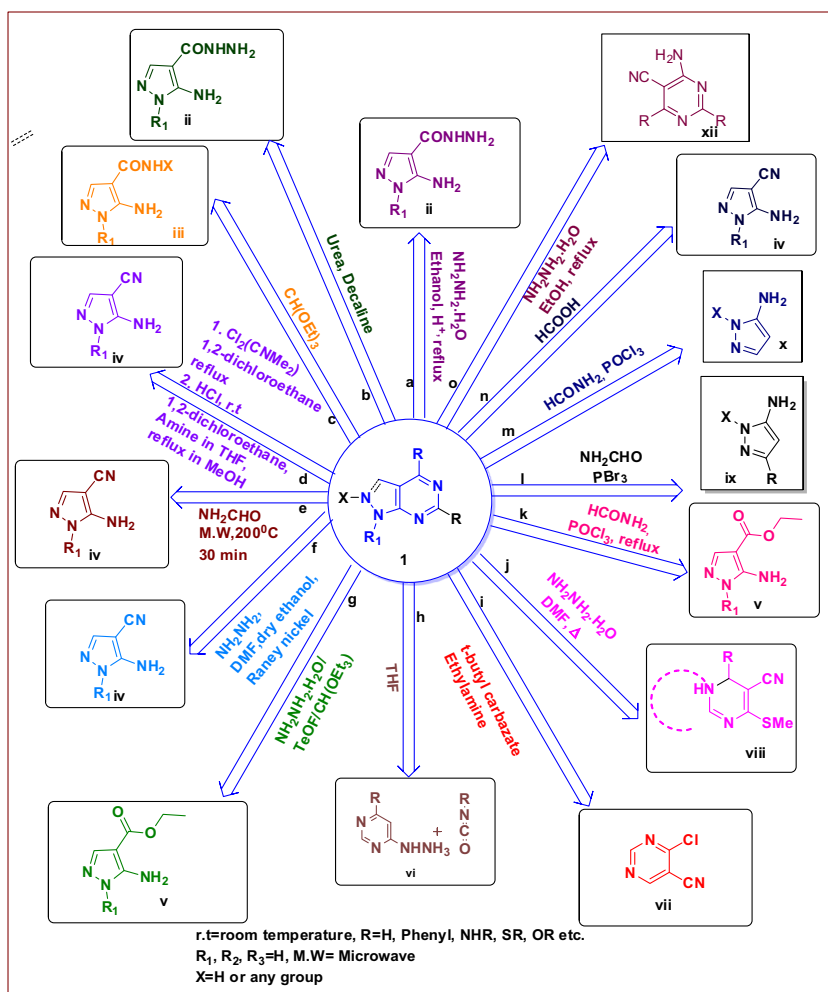 CONHNH2
N
N
NH2
R1
ii
CONHNH2
N
N
NH2
R1
ii
H2N
NC
N
N
R
R
xii
CONHX
N
N
NH2
R1
iii
CN
N
N
NH2
R1
iv
CN
N
N
NH2
R1
iv
NH2
X
N
N
x
NH2
X
N
N
ix
R
CN
N
N
NH2
R1
iv
O
O
N
N
NH2
R1
v
CN
N
N
NH2
R1
iv
R
HN
CN
N
SMe
viii
O
O
N
N
NH2
R1
v
R
N
N
NHNH3
+
R
N
C
O
vi
Cl
N
N
CN
vii
R
X
N
N
N
N
R
R1
1
a
NH2NH2.H2O
Ethanol, H+, reflux
b
Urea, Decaline
c
CH(OEt)3
d
1. Cl2(CNMe2)
1,2-dichloroethane
reflux
2. HCl, r.t
1,2-dichloroethane,
Amine in THF,
reflux in MeOH
e
NH2CHO
M.W,200⁰C
30 min
f
NH2NH2,
DMF,dry ethanol,
Raney nickel
g
NH2NH2.H2O/
TeOF/CH(OEt3)
h
THF
i
t-butyl carbazate
Ethylamine
j
NH2NH2.H2O
DMF, Δ
k
HCONH2,
POCl3, reflux
l
NH2CHO
PBr3
m
HCONH2, POCl3
n
HCOOH
o
NH2NH2.H2O
EtOH, reflux
r.t=room temperature, R=H, Phenyl, NHR, SR, OR etc.
R1, R2, R3=H, M.W= Microwave
X=H or any group